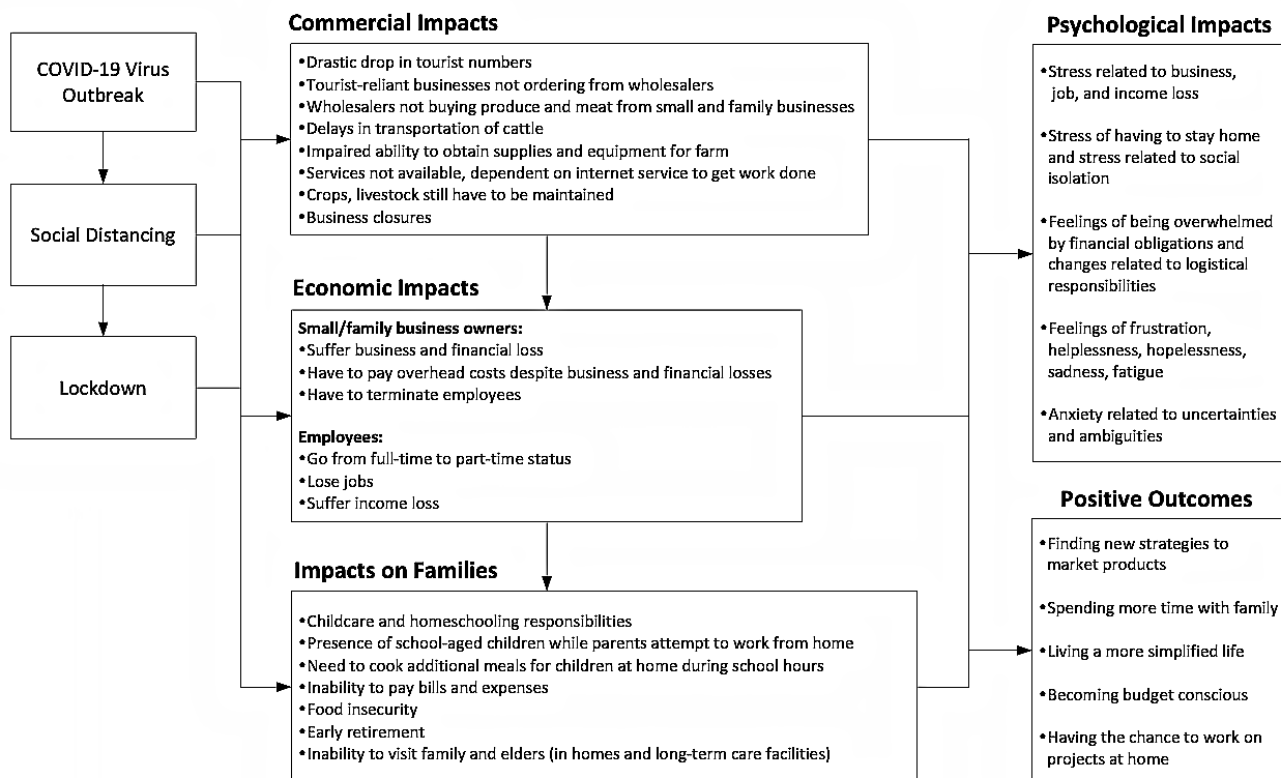 COVID-19 Virus
Outbreak
Social Distancing
Lockdown
Commercial Impacts
•Drastic drop in tourist numbers
•Tourist-reliant businesses not ordering from wholesalers
•Wholesalers not buying produce and meat from small and family businesses
•Delays in transportation of cattle
•Impaired ability to obtain supplies and equipment for farm
•Services not available, dependent on internet service to get work done
•Crops, livestock still have to be maintained
•Business closures
Economic Impacts
Small/family business owners:
•Suffer business and financial loss
•Have to pay overhead costs despite business and financial losses
•Have to terminate employees
Employees:
•Go from full-time to part-time status
•Lose jobs
•Suffer income loss
Impacts on Families
•Childcare and homeschooling responsibilities
•Presence of school-aged children while parents attempt to work from home
•Need to cook additional meals for children at home during school hours
•Inability to pay bills and expenses
•Food insecurity
•Early retirement
•Inability to visit family and elders (in homes and long-term care facilities)
Psychological Impacts
•Stress related to business,
job, and income loss
•Stress of having to stay home
and stress related to social
isolation
•Feelings of being overwhelmed
by financial obligations and
changes related to logistical
responsibilities
•Feelings of frustration,
helplessness, hopelessness,
sadness, fatigue
•Anxiety related to uncertainties
and ambiguities
Positive Outcomes
•Finding new strategies to
market products
•Spending more time with family
•Living a more simplified life
•Becoming budget conscious
•Having the chance to work on
projects at home